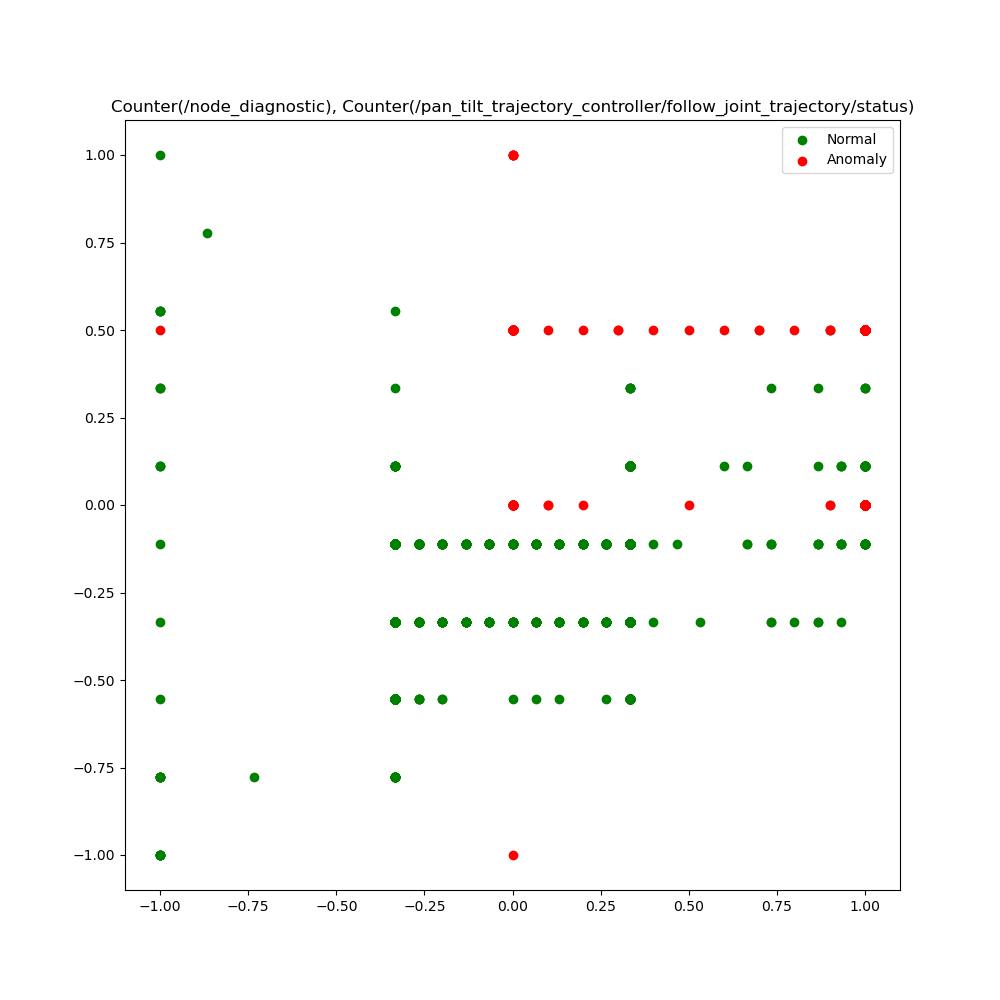 Counter(/node_diagnostic), Counter(/pan_tilt_trajectory_controller/follow_joint_trajectory/status)
Normal
Anomaly
1.00
0.75
0.50
0.25
0.00
−0.25
−0.50
−0.75
−1.00
−1.00 −0.75 −0.50 −0.25 0.00 0.25 0.50 0.75 1.00